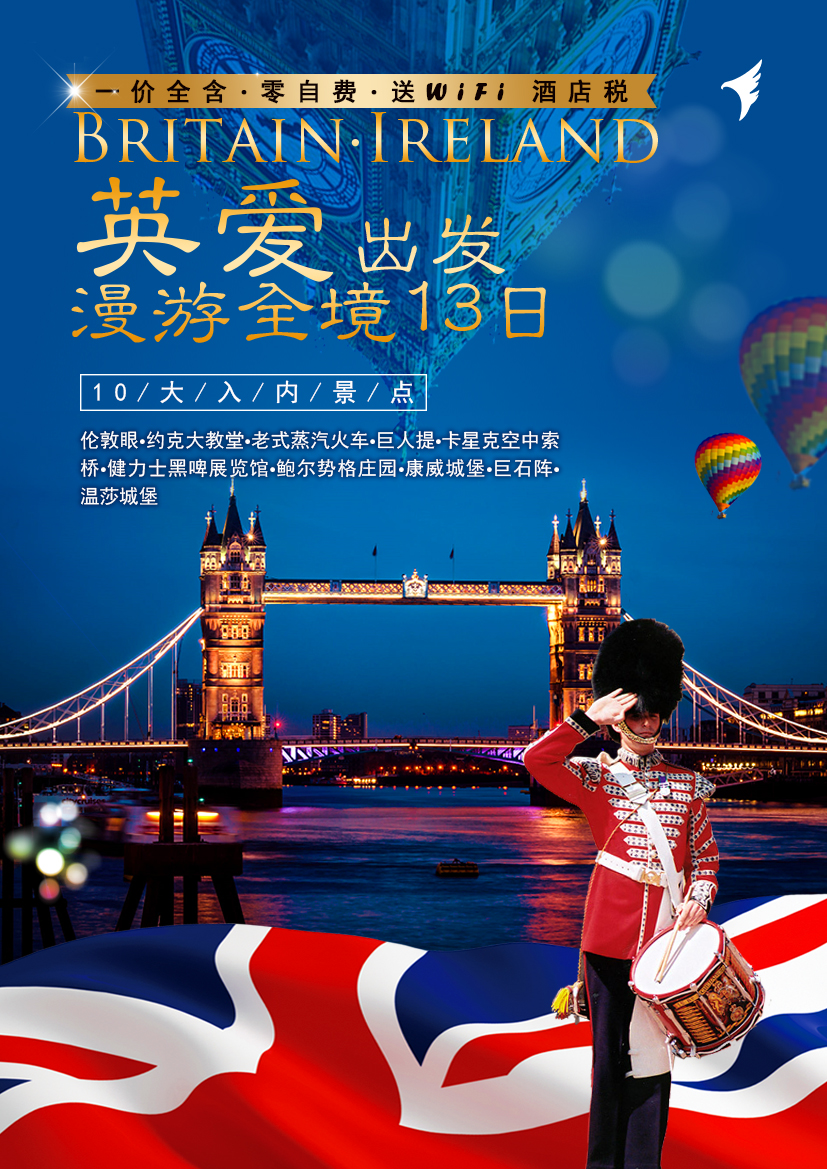 一价全含·零自费·送WiFi 酒店税
BRITAIN·IRELAND
英爱出发
漫游全境13日
10/大/入/内/景/点
伦敦眼•约克大教堂•老式蒸汽火车•巨人提•卡星克空中索
桥•健力士黑啤展览馆•鲍尔势格庄园•康威城堡•巨石阵•
温莎城堡